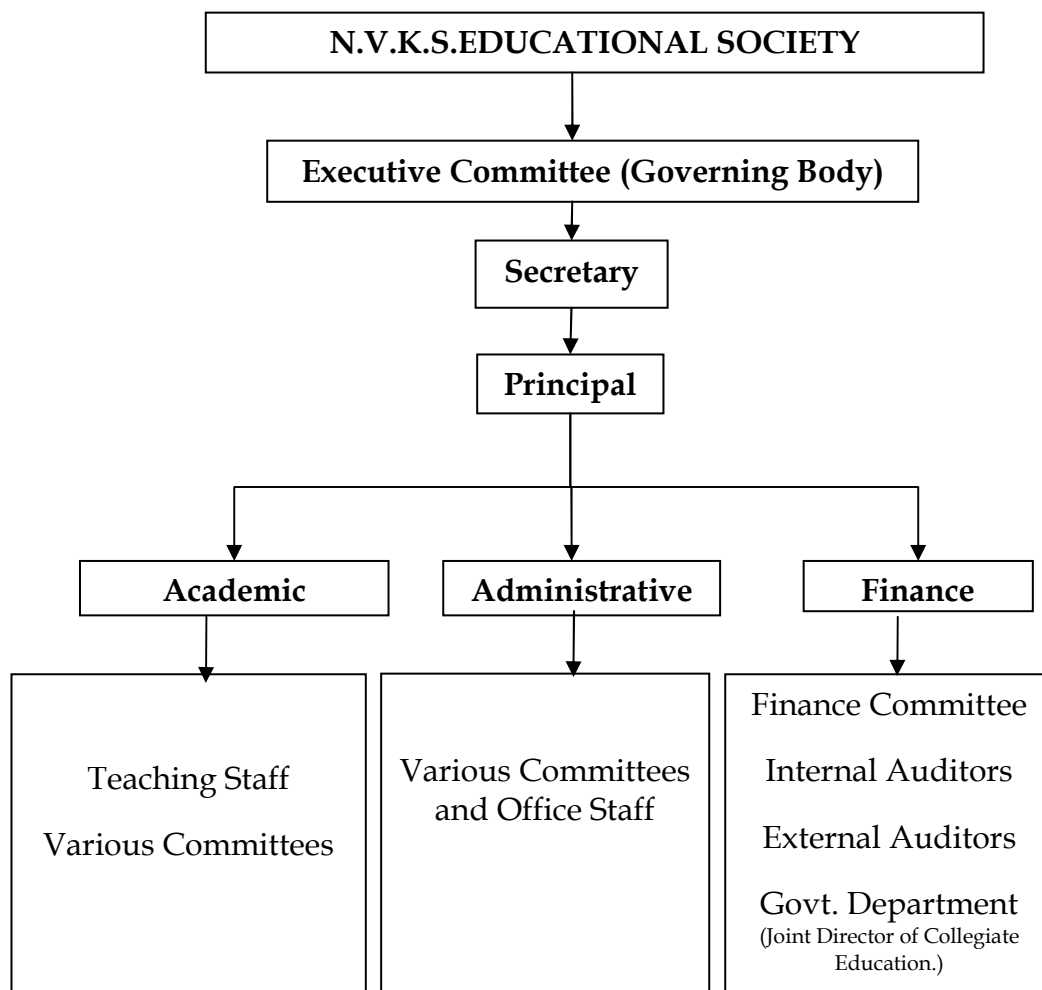 N.V.K.S.EDUCATIONAL SOCIETY
Executive Committee (Governing Body)
Secretary
Principal
Academic
Administrative
Finance
Teaching Staff
Various Committees
Various Committees
and Office Staff
Finance Committee
Internal Auditors
External Auditors
Govt. Department
(Joint Director of Collegiate
Education.)